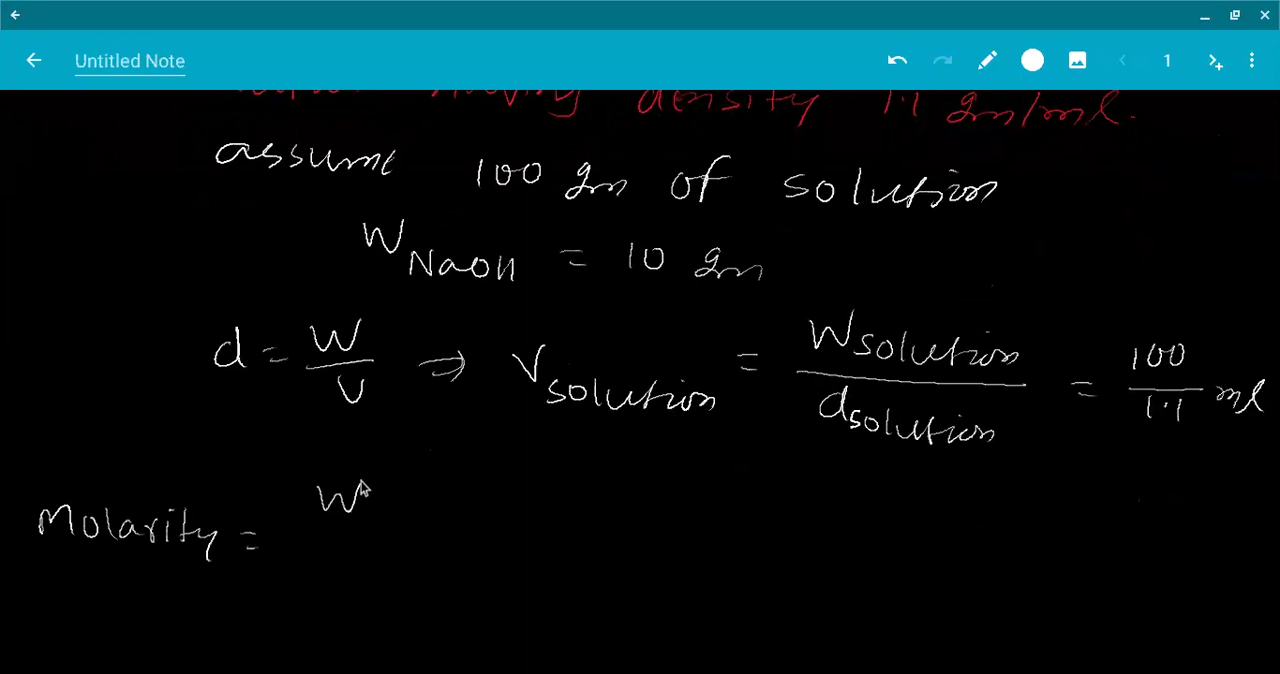 Untitled Note
1
density 1.1 gm/ml.
assume 100 gm of solution
W NaOH = 10 gm
d = W/V ⇒ V solution = W solution / d solution = 100/1.1 ml
Molarity = W